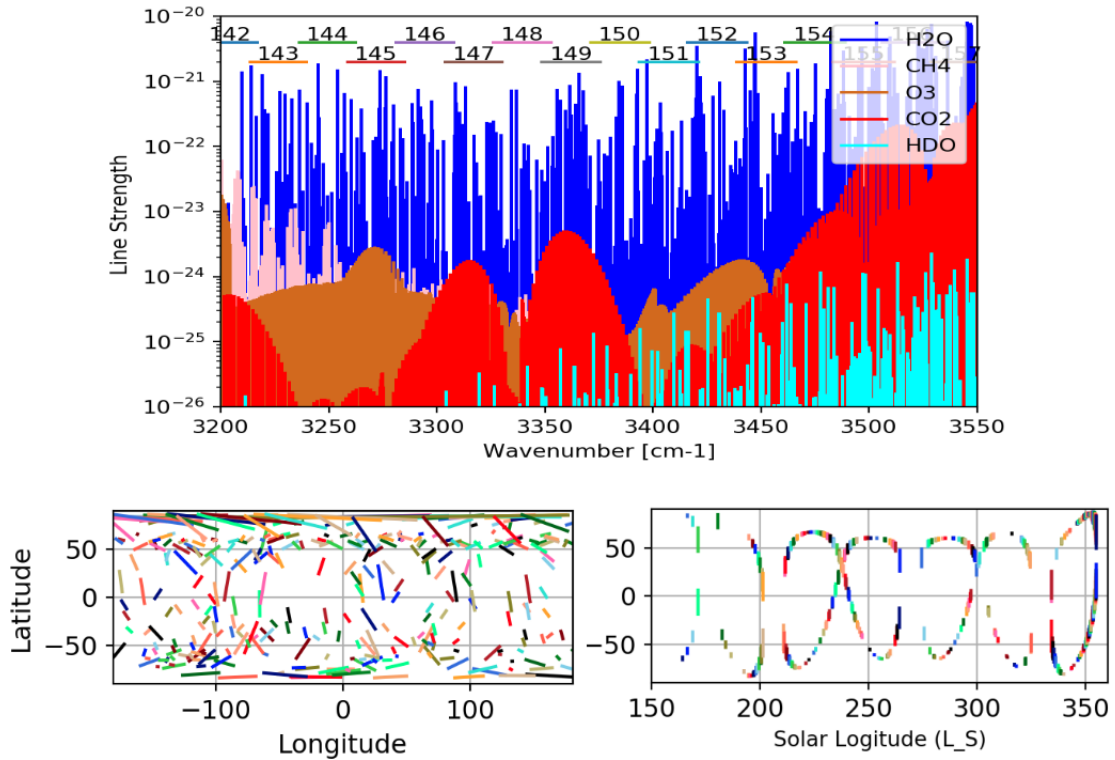 10⁻²⁰
142 144 146 148 150 152 154 156
143 145 147 149 151 153 155 157
H2O
CH4
O3
CO2
HDO
10⁻²¹
10⁻²²
10⁻²³
10⁻²⁴
10⁻²⁵
10⁻²⁶
Line Strength
3200 3250 3300 3350 3400 3450 3500 3550
Wavenumber [cm-1]
Latitude
50
0
−50
−100 0 100
Longitude
50
0
−50
150 200 250 300 350
Solar Logitude (L_S)